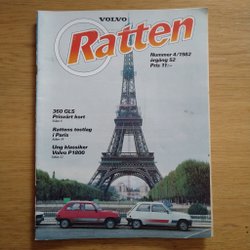 VOLVO
Ratten
Nummer 4/1982
årgång 52
Pris 11:–
360 GLS
Prisvärt kort
Rattens testlag
i Paris
Ung klassiker
Volvo P1800